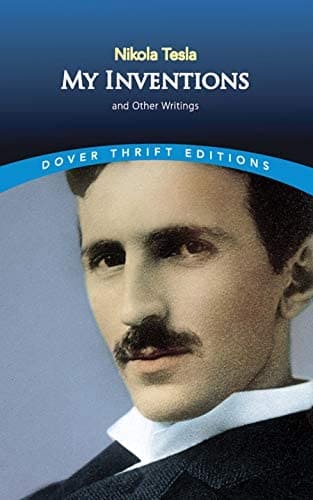 Nikola Tesla
MY INVENTIONS
and Other Writings
DOVER THRIFT EDITIONS